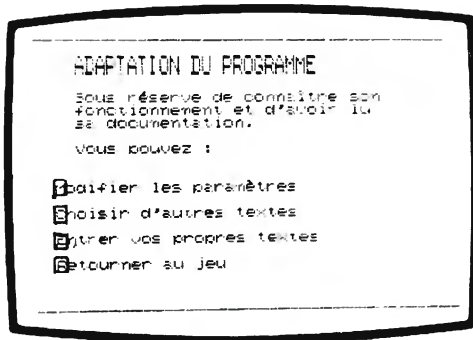 ADAPTATION DU PROGRAMME
Sous réserve de connaître son
fonctionnement et d'avoir lu
sa documentation.
Vous pouvez :
Modifier les paramètres
Choisir d'autres textes
Entrer vos propres textes
Retourner au jeu